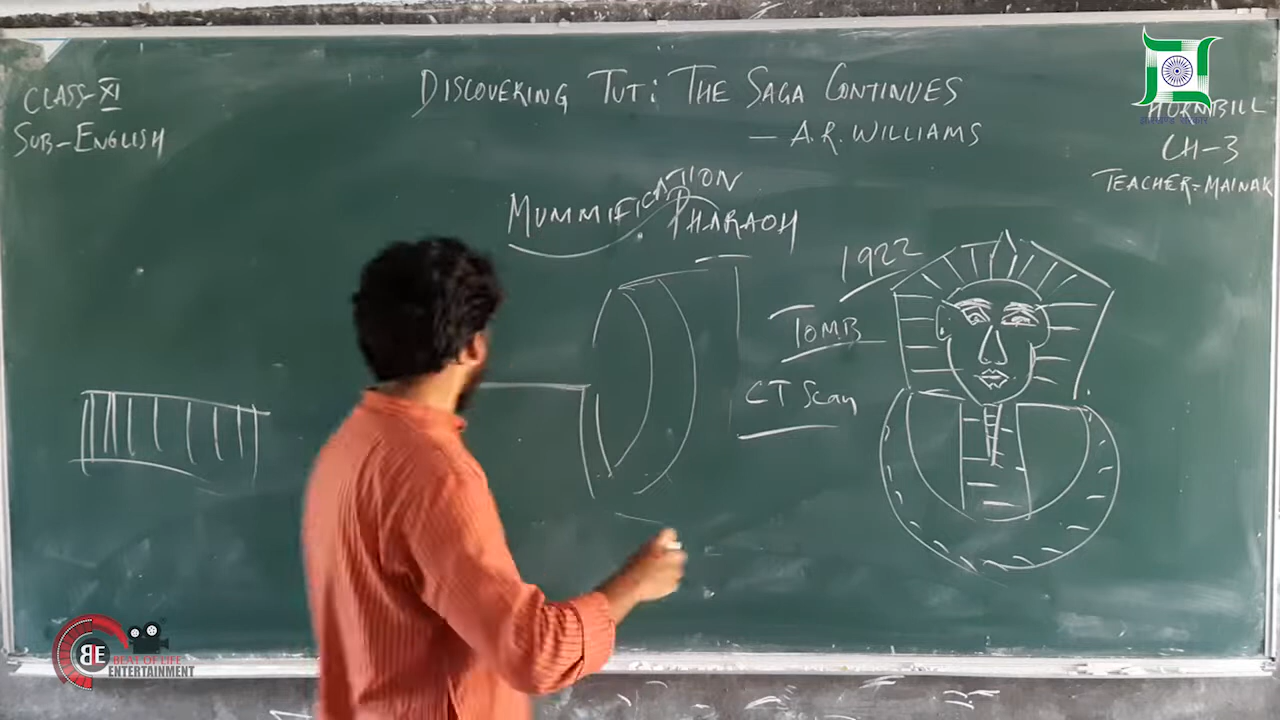 CLASS-XI
SUB-ENGLISH
DISCOVERING TUT: THE SAGA CONTINUES
— A.R. WILLIAMS
HORNBILL
CH-3
TEACHER-MAINAK
MUMMIFICATION
PHARAOH
1922
TOMB
CT Scan
BLE
BEAT OF LIFE
ENTERTAINMENT